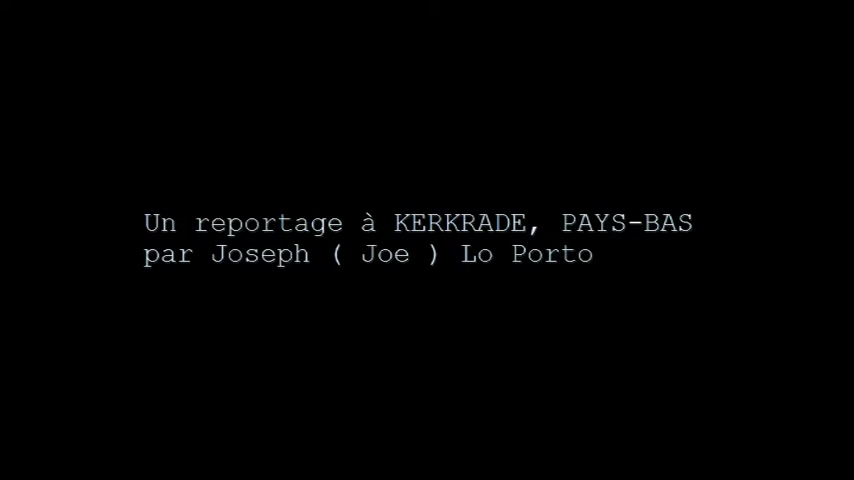 Un reportage à KERKRADE, PAYS-BAS
par Joseph ( Joe ) Lo Porto